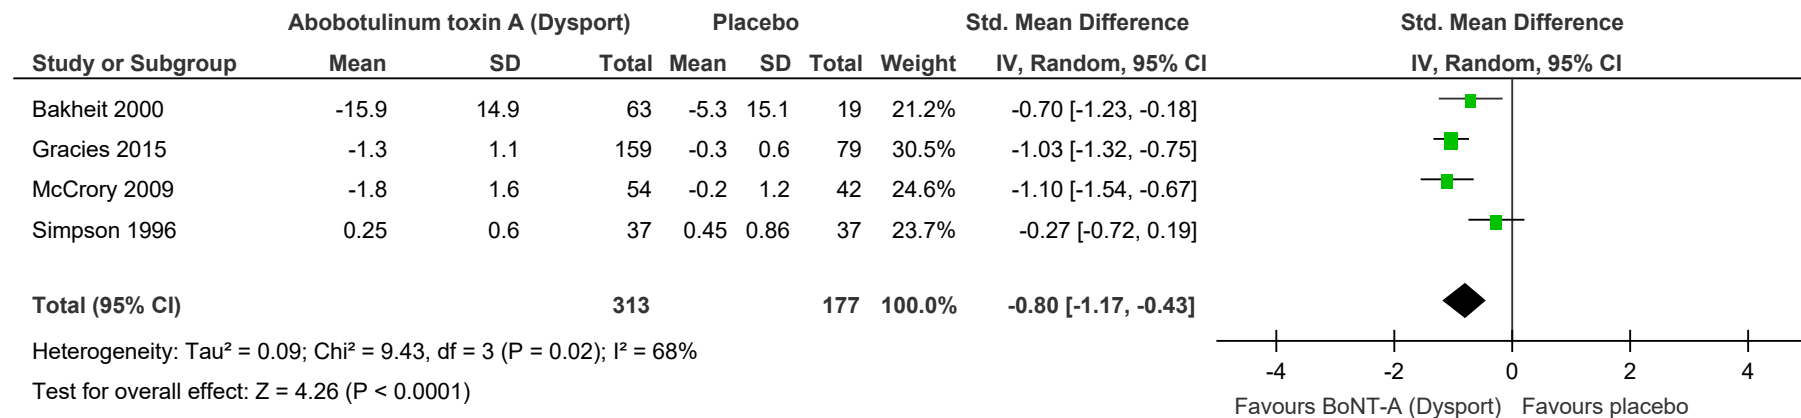 Abobotulinum toxin A (Dysport) Placebo Std. Mean Difference Std. Mean Difference
Study or Subgroup Mean SD Total Mean SD Total Weight IV, Random, 95% CI IV, Random, 95% CI
Bakheit 2000 -15.9 14.9 63 -5.3 15.1 19 21.2% -0.70 [-1.23, -0.18]
Gracies 2015 -1.3 1.1 159 -0.3 0.6 79 30.5% -1.03 [-1.32, -0.75]
McCrory 2009 -1.8 1.6 54 -0.2 1.2 42 24.6% -1.10 [-1.54, -0.67]
Simpson 1996 0.25 0.6 37 0.45 0.86 37 23.7% -0.27 [-0.72, 0.19]
Total (95% CI) 313 177 100.0% -0.80 [-1.17, -0.43]
Heterogeneity: Tau² = 0.09; Chi² = 9.43, df = 3 (P = 0.02); I² = 68%
Test for overall effect: Z = 4.26 (P < 0.0001)
-4 -2 0 2 4
Favours BoNT-A (Dysport) Favours placebo